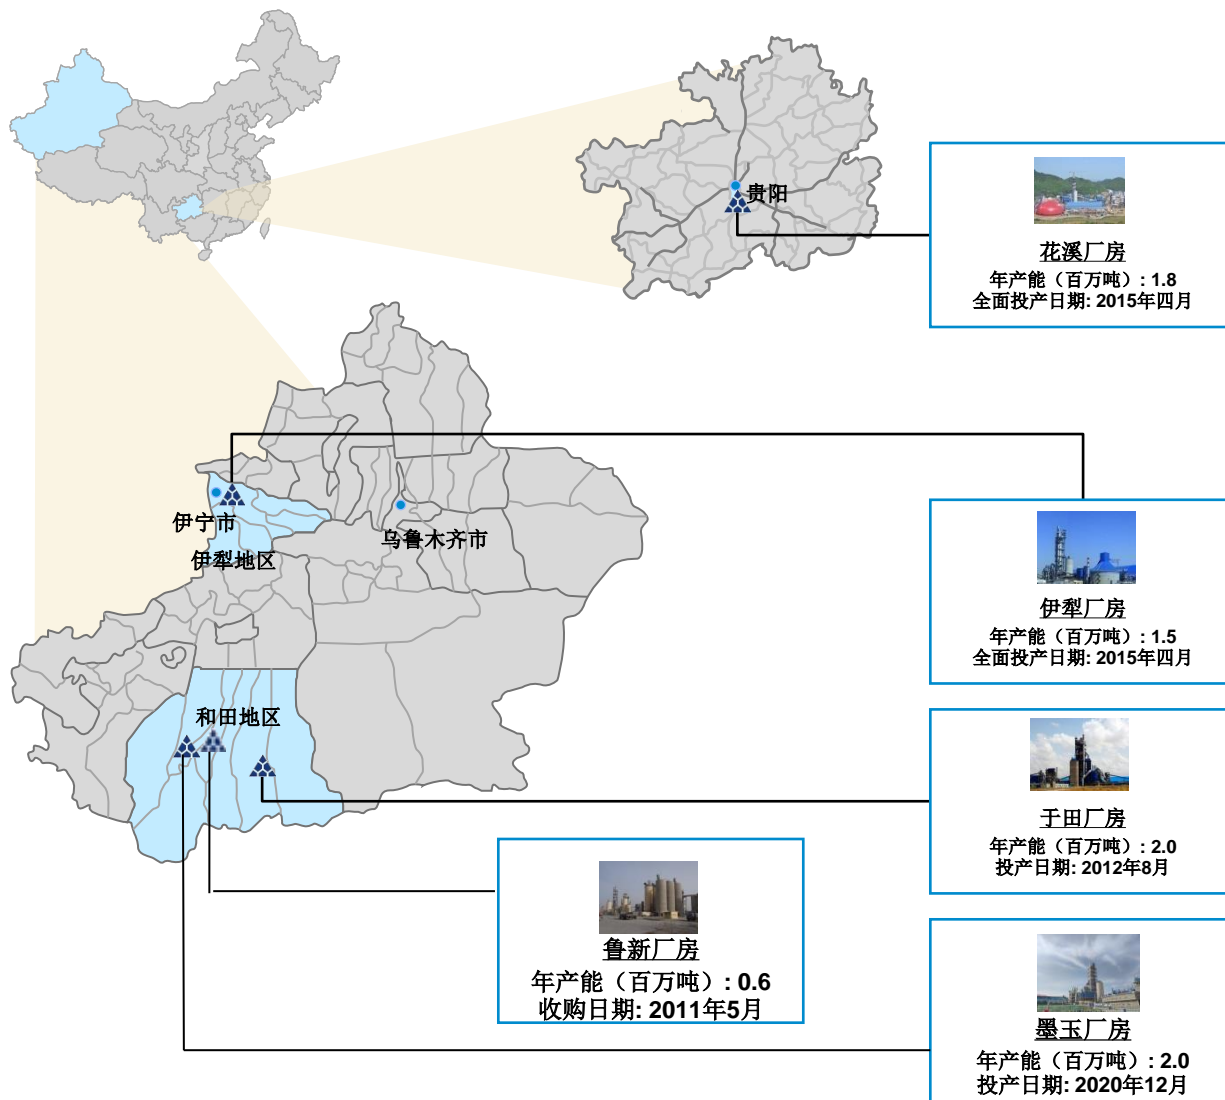 贵阳
花溪厂房
年产能（百万吨）: 1.8
全面投产日期: 2015年四月
伊宁市
伊犁地区
乌鲁木齐市
伊犁厂房
年产能（百万吨）: 1.5
全面投产日期: 2015年四月
和田地区
于田厂房
年产能（百万吨）: 2.0
投产日期: 2012年8月
鲁新厂房
年产能（百万吨）: 0.6
收购日期: 2011年5月
墨玉厂房
年产能（百万吨）: 2.0
投产日期: 2020年12月